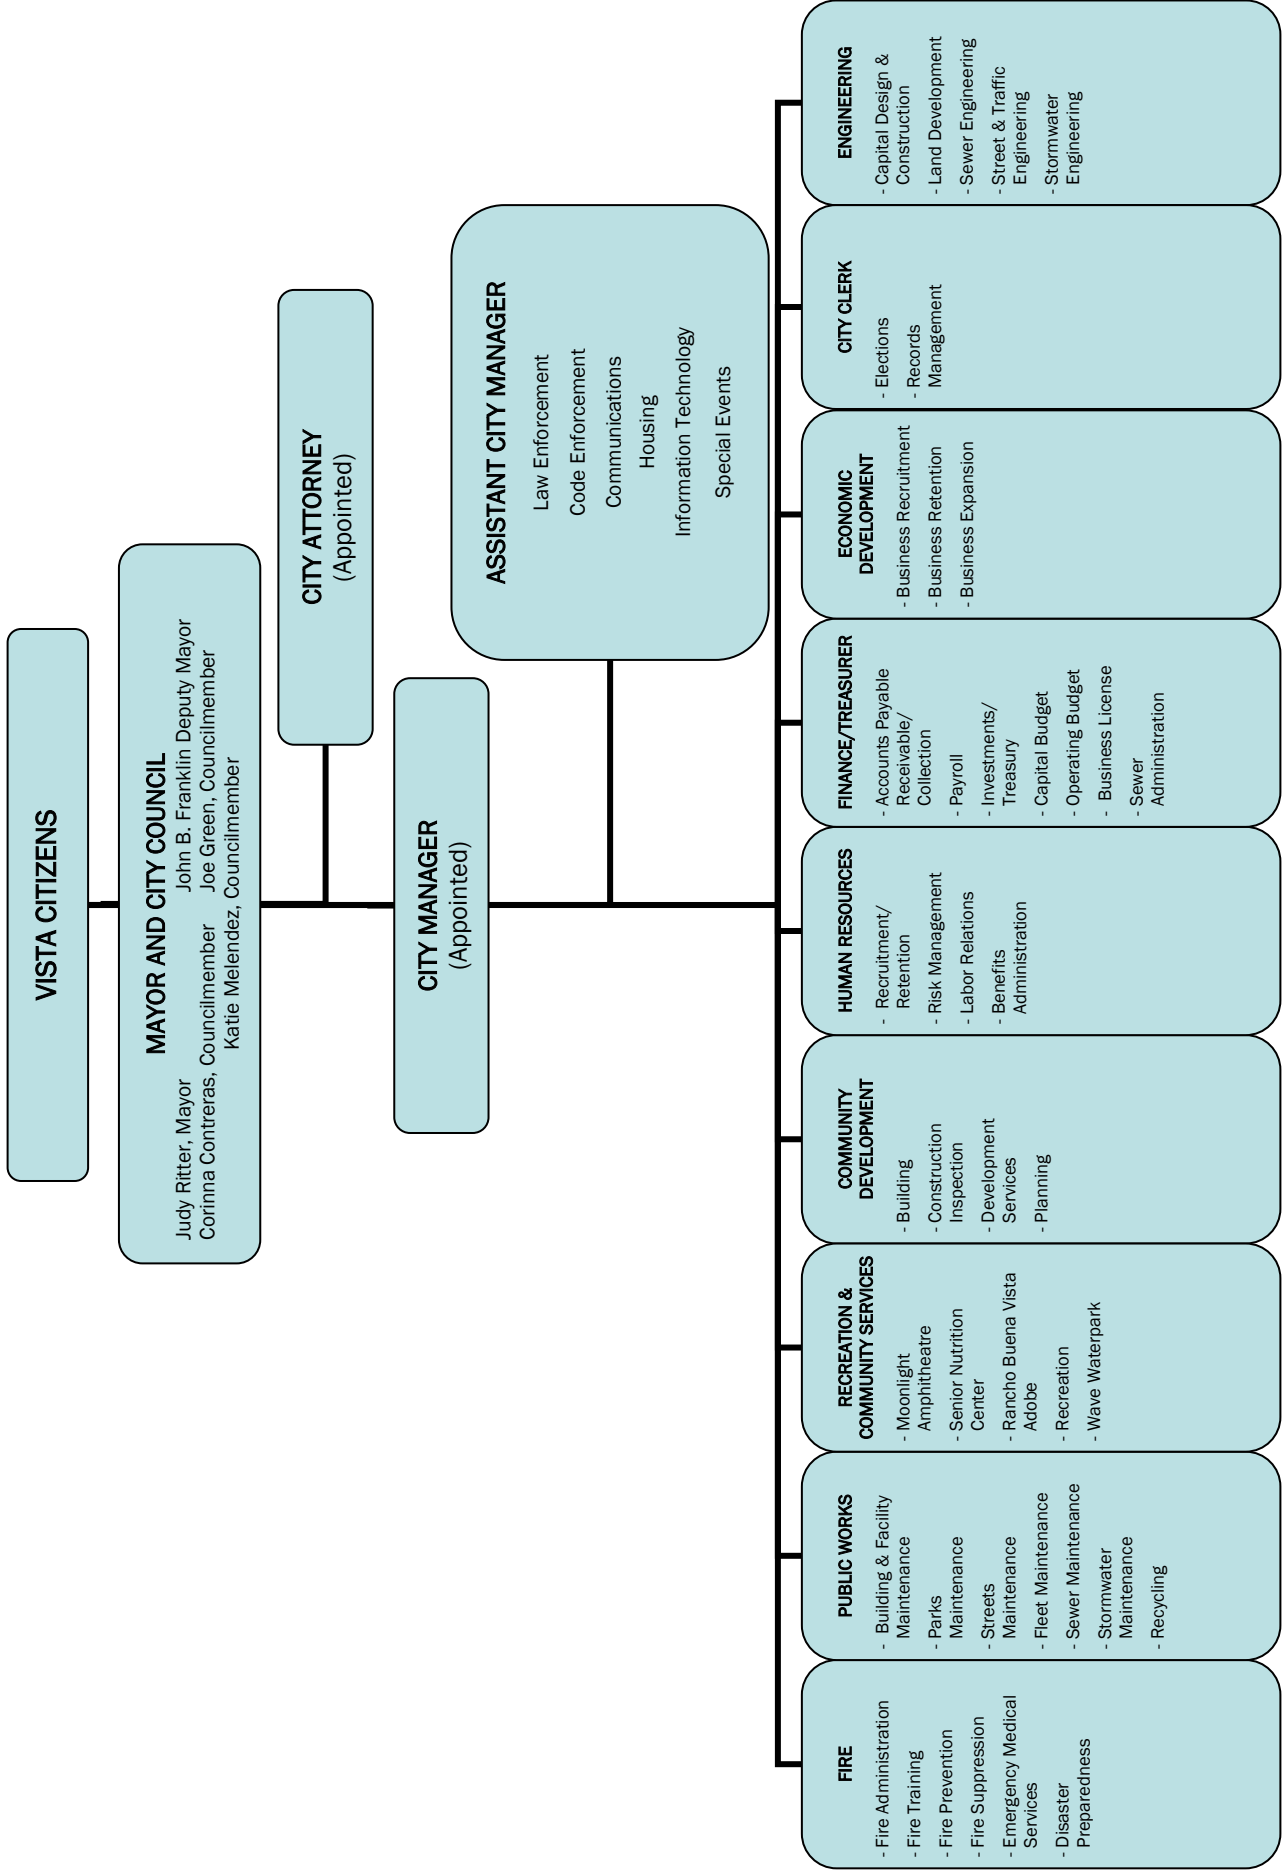 VISTA CITIZENS
MAYOR AND CITY COUNCIL
Judy Ritter, Mayor John B. Franklin Deputy Mayor
Corinna Contreras, Councilmember Joe Green, Councilmember
Katie Melendez, Councilmember
CITY ATTORNEY
(Appointed)
CITY MANAGER
(Appointed)
ASSISTANT CITY MANAGER
Law Enforcement
Code Enforcement
Communications
Housing
Information Technology
Special Events
FIRE
- Fire Administration
- Fire Training
- Fire Prevention
- Fire Suppression
- Emergency Medical
Services
- Disaster
Preparedness
PUBLIC WORKS
- Building & Facility
Maintenance
- Parks
Maintenance
- Streets
Maintenance
- Fleet Maintenance
- Sewer Maintenance
- Stormwater
Maintenance
- Recycling
RECREATION &
COMMUNITY SERVICES
- Moonlight
Amphitheatre
- Senior Nutrition
Center
- Rancho Buena Vista
Adobe
- Recreation
- Wave Waterpark
COMMUNITY
DEVELOPMENT
- Building
- Construction
Inspection
- Development
Services
- Planning
HUMAN RESOURCES
- Recruitment/
Retention
- Risk Management
- Labor Relations
- Benefits
Administration
FINANCE/TREASURER
- Accounts Payable
Receivable/
Collection
- Payroll
- Investments/
Treasury
- Capital Budget
- Operating Budget
- Business License
- Sewer
Administration
ECONOMIC
DEVELOPMENT
- Business Recruitment
- Business Retention
- Business Expansion
CITY CLERK
- Elections
- Records
Management
ENGINEERING
- Capital Design &
Construction
- Land Development
- Sewer Engineering
- Street & Traffic
Engineering
- Stormwater
Engineering